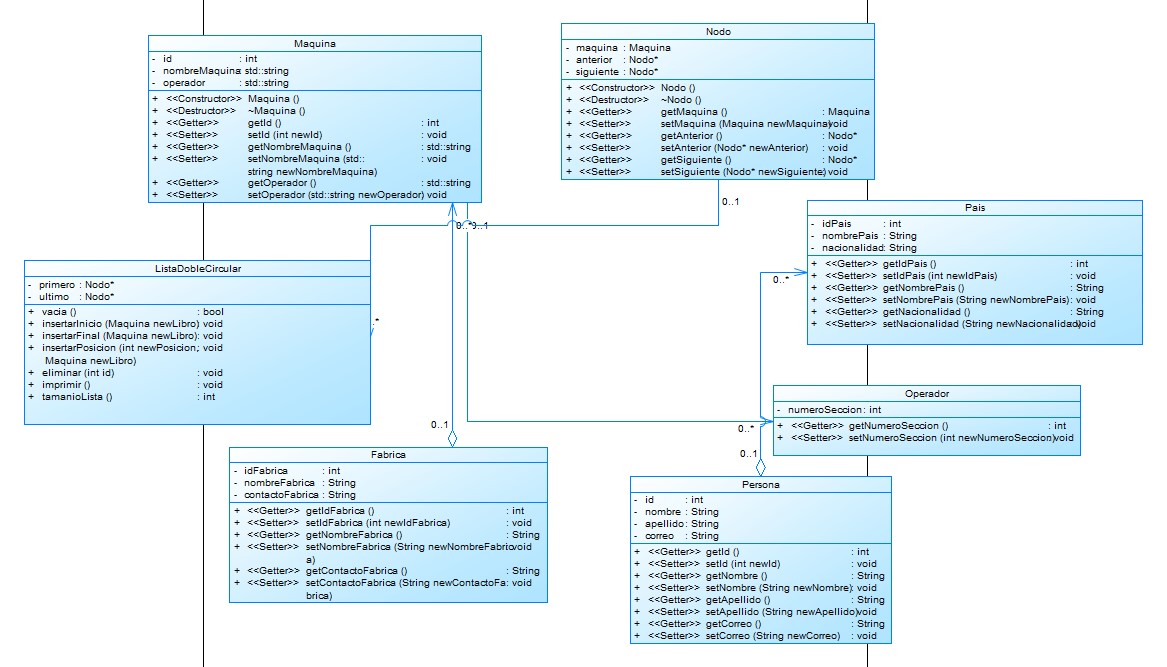 Maquina
- id : int
- nombreMaquina : std::string
- operador : std::string
+ <<Constructor>> Maquina ()
+ <<Destructor>> ~Maquina ()
+ <<Getter>> getId () : int
+ <<Setter>> setId (int newId) : void
+ <<Getter>> getNombreMaquina () : std::string
+ <<Setter>> setNombreMaquina (std:: : void
string newNombreMaquina)
+ <<Getter>> getOperador () : std::string
+ <<Setter>> setOperador (std::string newOperador) void
Nodo
- maquina : Maquina
- anterior : Nodo*
- siguiente : Nodo*
+ <<Constructor>> Nodo ()
+ <<Destructor>> ~Nodo ()
+ <<Getter>> getMaquina () : Maquina
+ <<Setter>> setMaquina (Maquina newMaquina) void
+ <<Getter>> getAnterior () : Nodo*
+ <<Setter>> setAnterior (Nodo* newAnterior) : void
+ <<Getter>> getSiguiente () : Nodo*
+ <<Setter>> setSiguiente (Nodo* newSiguiente) void
0..1
0..*
0..1
Pais
- idPais : int
- nombrePais : String
- nacionalidad : String
+ <<Getter>> getIdPais () : int
+ <<Setter>> setIdPais (int newIdPais) : void
+ <<Getter>> getNombrePais () : String
+ <<Setter>> setNombrePais (String newNombrePais) : void
+ <<Getter>> getNacionalidad () : String
+ <<Setter>> setNacionalidad (String newNacionalidad) void
0..*
ListaDobleCircular
- primero : Nodo*
- ultimo : Nodo*
+ vacia () : bool
+ insertarInicio (Maquina newLibro) : void
+ insertarFinal (Maquina newLibro) : void
+ insertarPosicion (int newPosicion, : void
Maquina newLibro)
+ eliminar (int id) : void
+ imprimir () : void
+ tamanioLista () : int
.*
Operador
- numeroSeccion : int
+ <<Getter>> getNumeroSeccion () : int
+ <<Setter>> setNumeroSeccion (int newNumeroSeccion) void
0..*
0..1
0..1
Fabrica
- idFabrica : int
- nombreFabrica : String
- contactoFabrica : String
+ <<Getter>> getIdFabrica () : int
+ <<Setter>> setIdFabrica (int newIdFabrica) : void
+ <<Getter>> getNombreFabrica () : String
+ <<Setter>> setNombreFabrica (String newNombreFabric void
a)
+ <<Getter>> getContactoFabrica () : String
+ <<Setter>> setContactoFabrica (String newContactoFa : void
brica)
Persona
- id : int
- nombre : String
- apellido : String
- correo : String
+ <<Getter>> getId () : int
+ <<Setter>> setId (int newId) : void
+ <<Getter>> getNombre () : String
+ <<Setter>> setNombre (String newNombre) : void
+ <<Getter>> getApellido () : String
+ <<Setter>> setApellido (String newApellido) void
+ <<Getter>> getCorreo () : String
+ <<Setter>> setCorreo (String newCorreo) : void